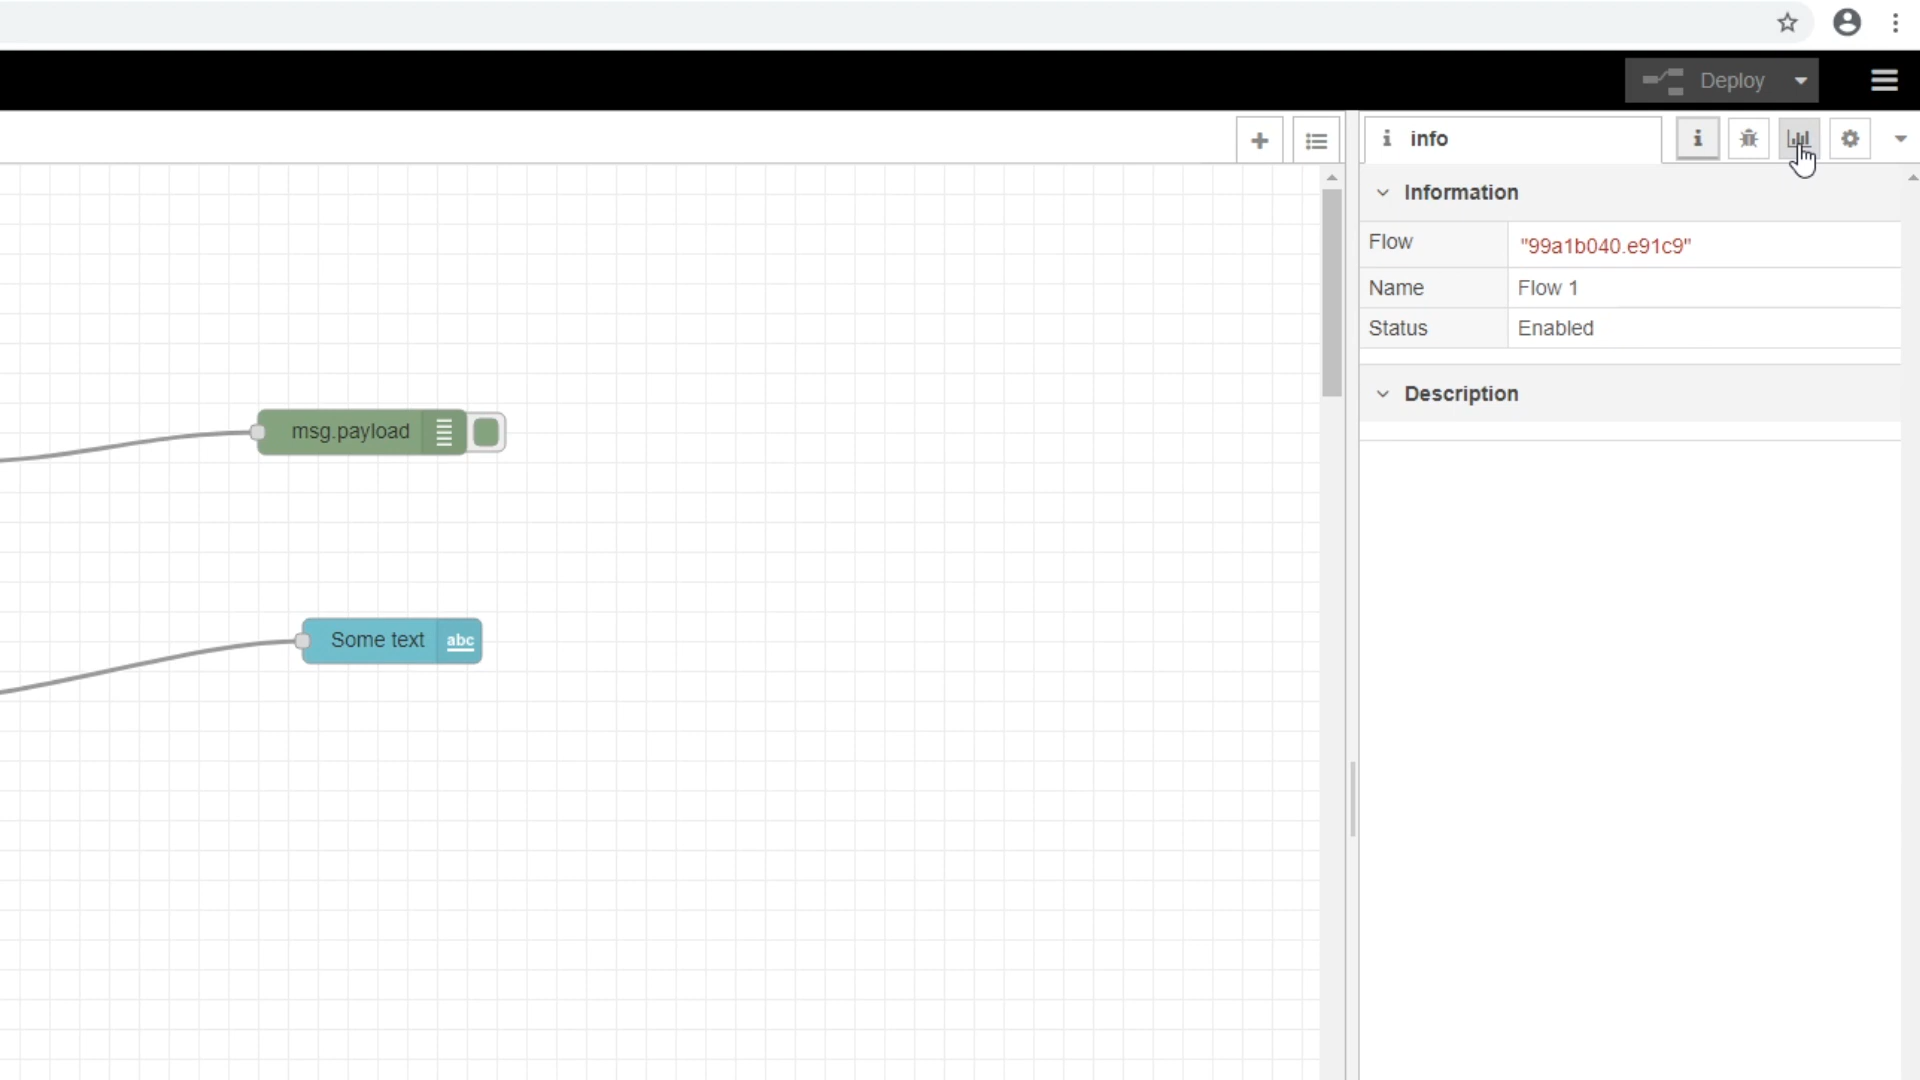 Deploy
info
Information
Flow "99a1b040.e91c9"
Name Flow 1
Status Enabled
Description
msg.payload
Some text abc